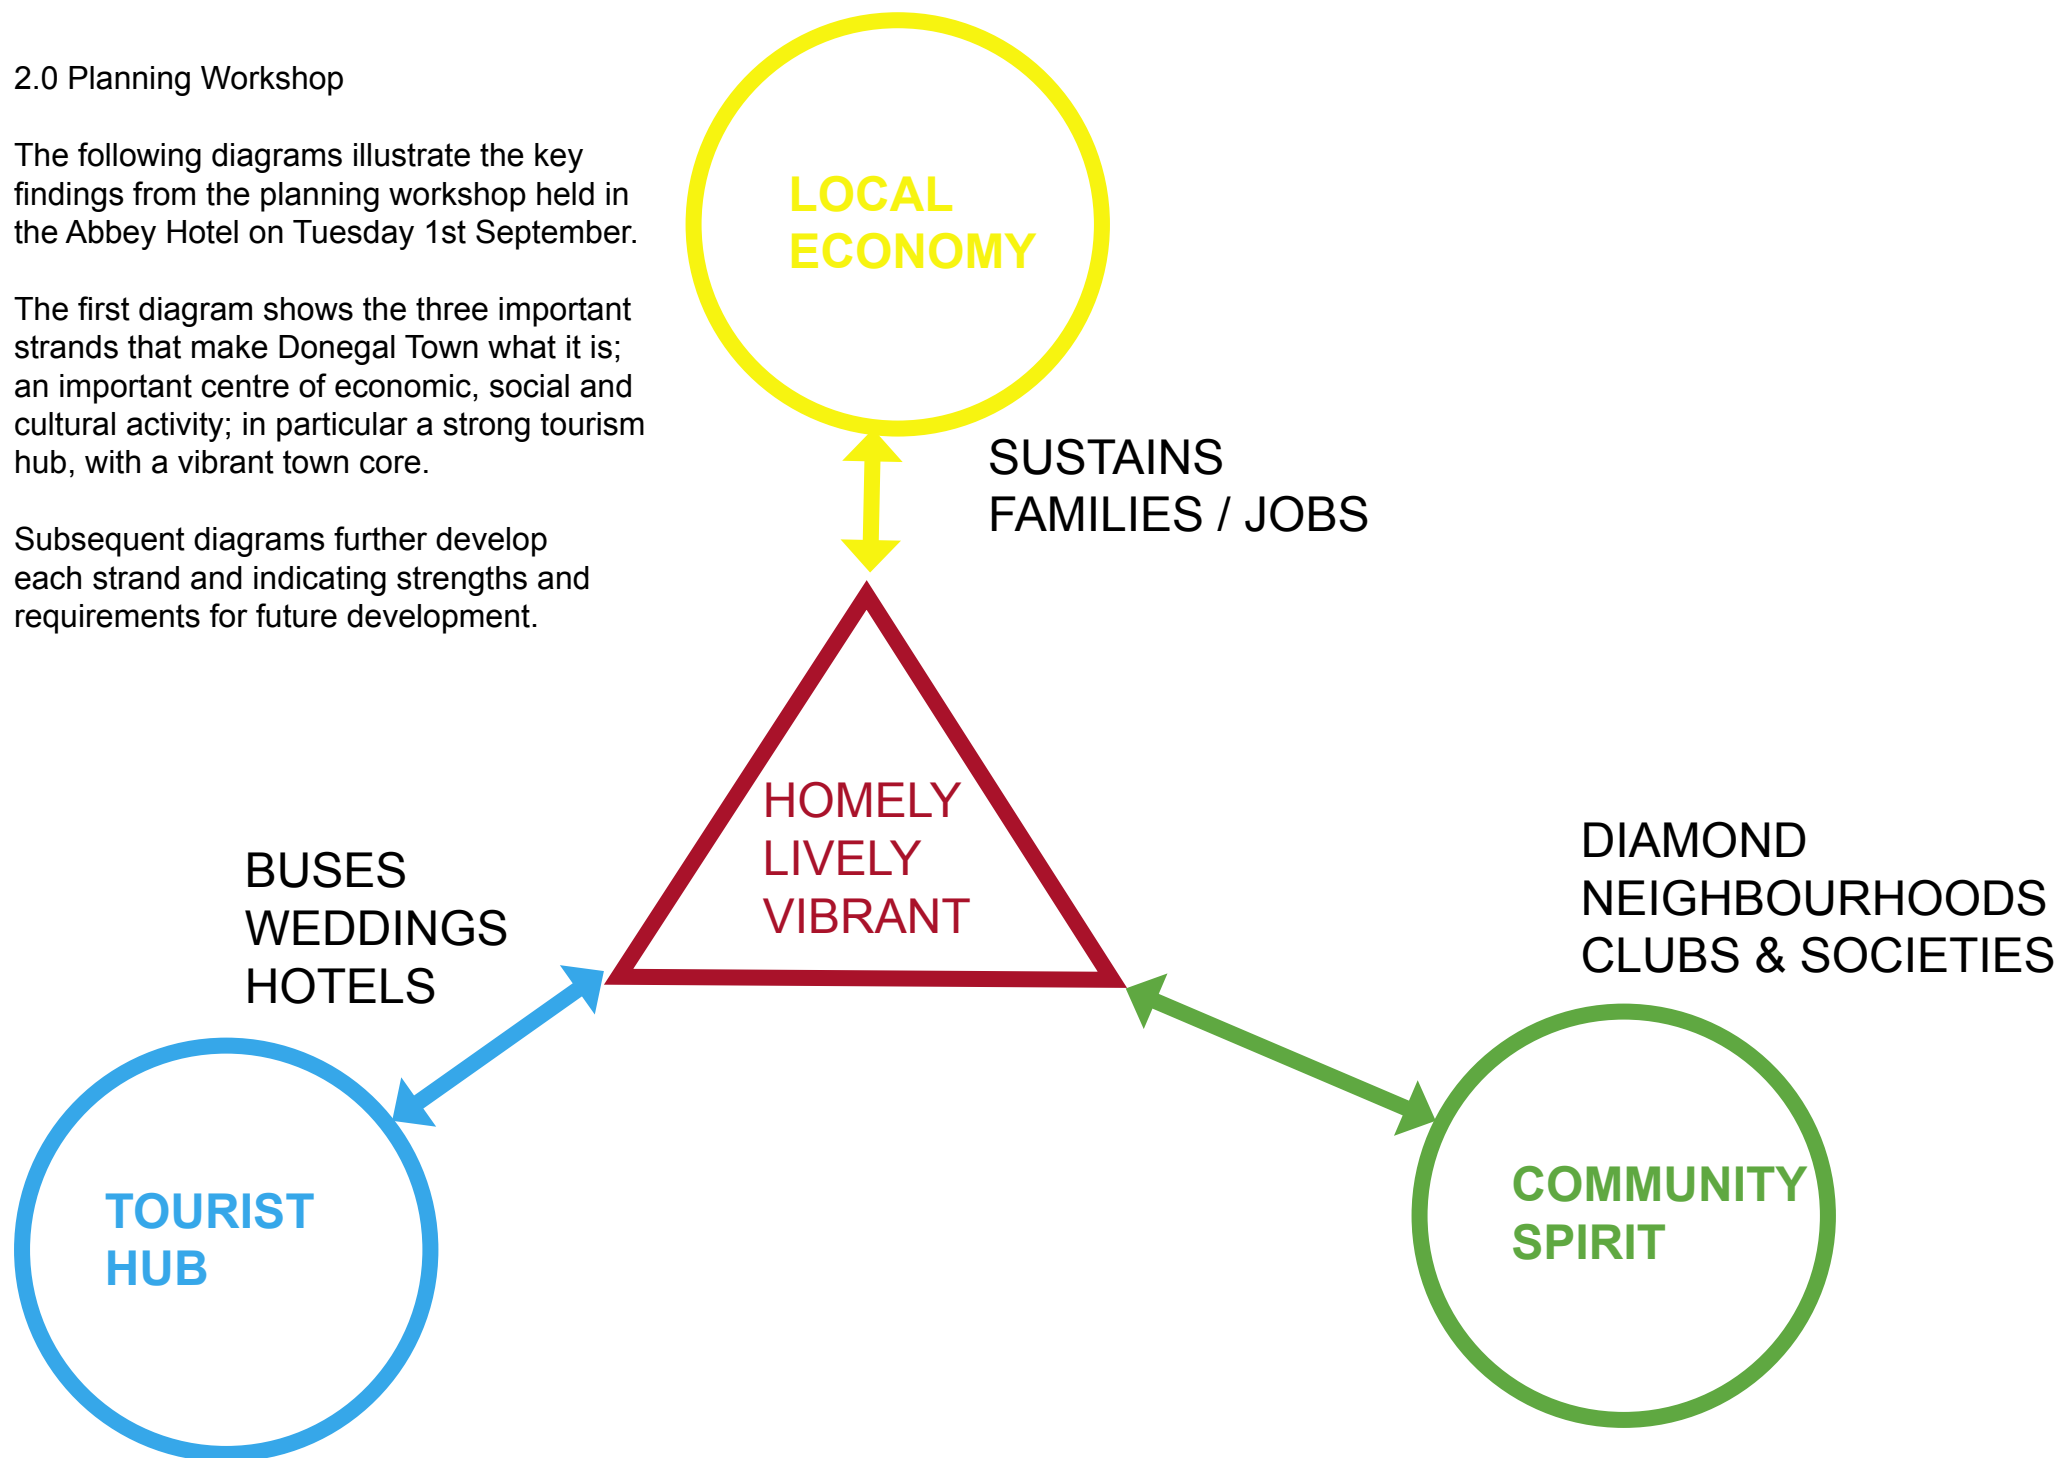 2.0 Planning Workshop
The following diagrams illustrate the key
findings from the planning workshop held in
the Abbey Hotel on Tuesday 1st September.
The first diagram shows the three important
strands that make Donegal Town what it is;
an important centre of economic, social and
cultural activity; in particular a strong tourism
hub, with a vibrant town core.
Subsequent diagrams further develop
each strand and indicating strengths and
requirements for future development.
LOCAL
ECONOMY
SUSTAINS
FAMILIES / JOBS
HOMELY
LIVELY
VIBRANT
BUSES
WEDDINGS
HOTELS
DIAMOND
NEIGHBOURHOODS
CLUBS & SOCIETIES
TOURIST
HUB
COMMUNITY
SPIRIT